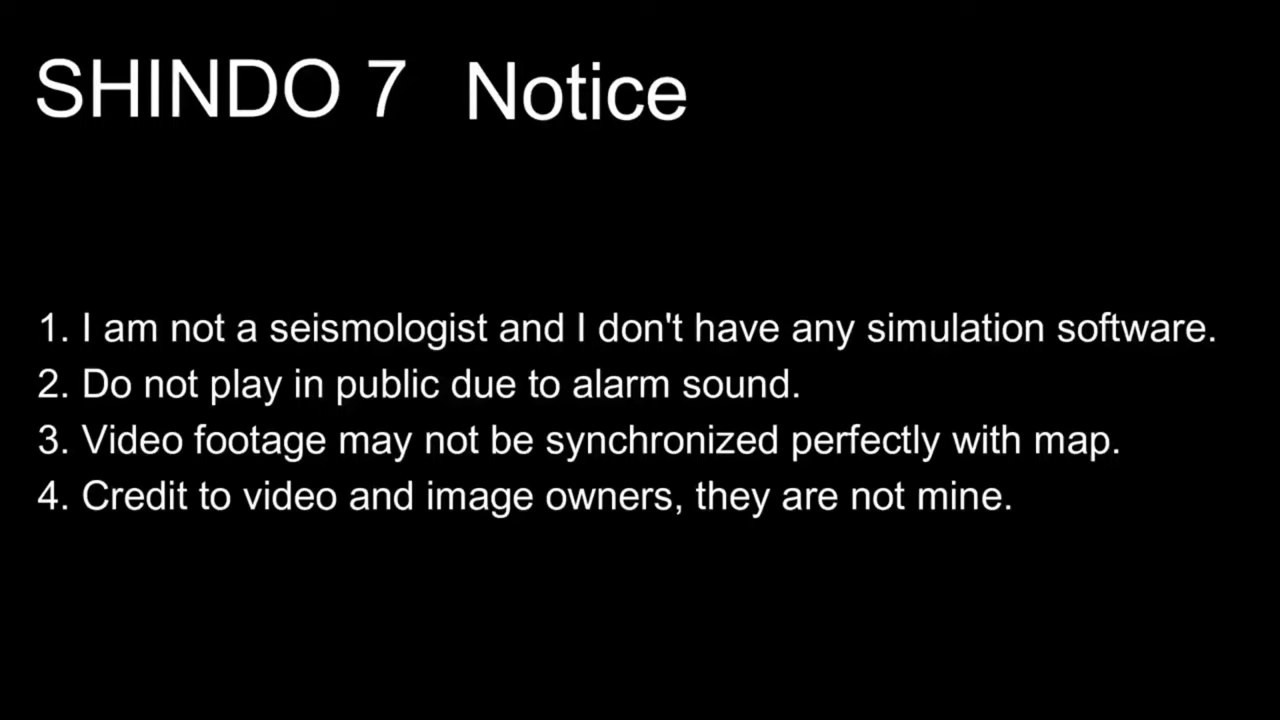 SHINDO 7 Notice
1. I am not a seismologist and I don't have any simulation software.
2. Do not play in public due to alarm sound.
3. Video footage may not be synchronized perfectly with map.
4. Credit to video and image owners, they are not mine.